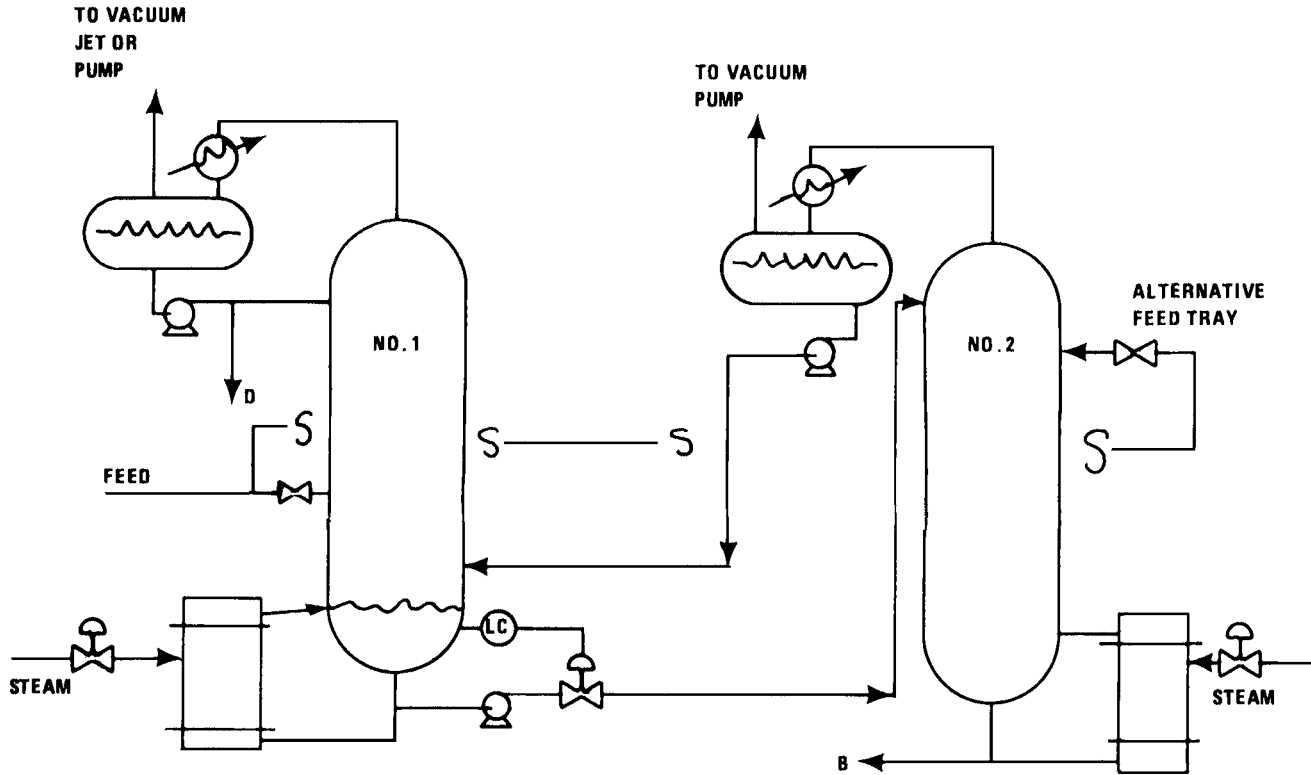 TO VACUUM
JET OR
PUMP
TO VACUUM
PUMP
ALTERNATIVE
FEED TRAY
NO.1
NO.2
D
FEED
LC
STEAM
STEAM
B